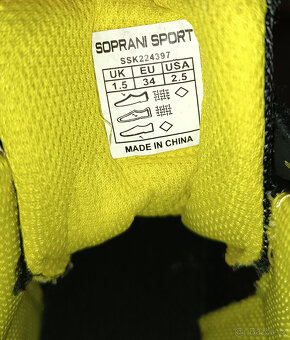 SOPRANI SPORT
SSK224397
UK EU USA
1.5 34 2.5
MADE IN CHINA